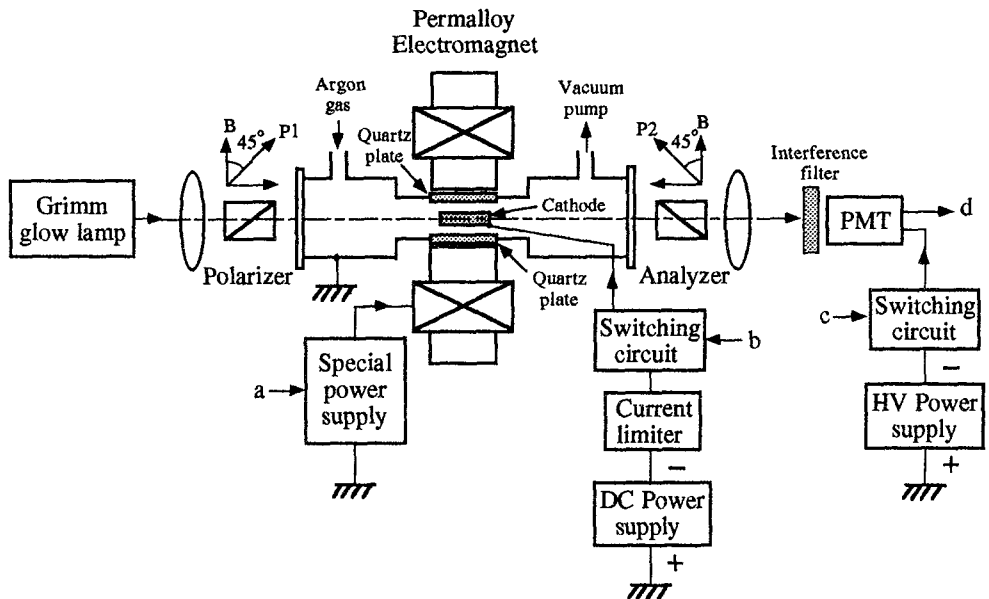 Permalloy
Electromagnet
Argon
gas
Vacuum
pump
B
45°
P1
Quartz
plate
P2
45°
B
Interference
filter
Grimm
glow lamp
Cathode
PMT
d
Polarizer
Quartz
plate
Analyzer
Special
power
supply
a
Switching
circuit
b
c
Switching
circuit
−
Current
limiter
HV Power
supply
+
−
DC Power
supply
+